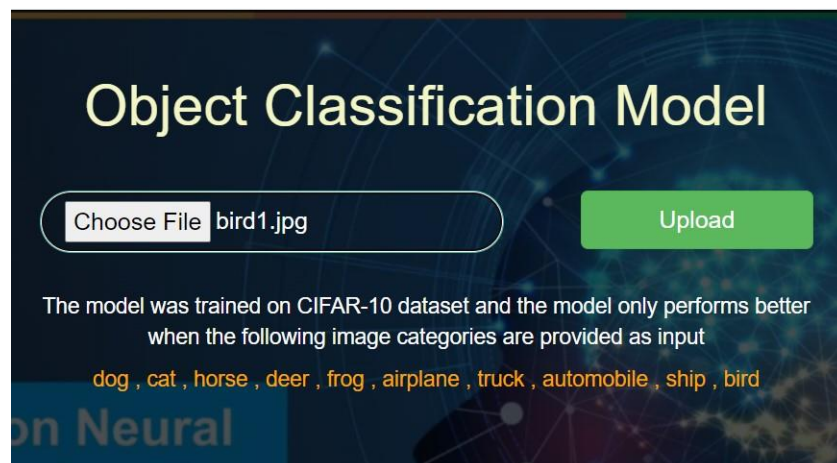 Object Classification Model
Choose File bird1.jpg
Upload
The model was trained on CIFAR-10 dataset and the model only performs better
when the following image categories are provided as input
dog , cat , horse , deer , frog , airplane , truck , automobile , ship , bird
on Neural